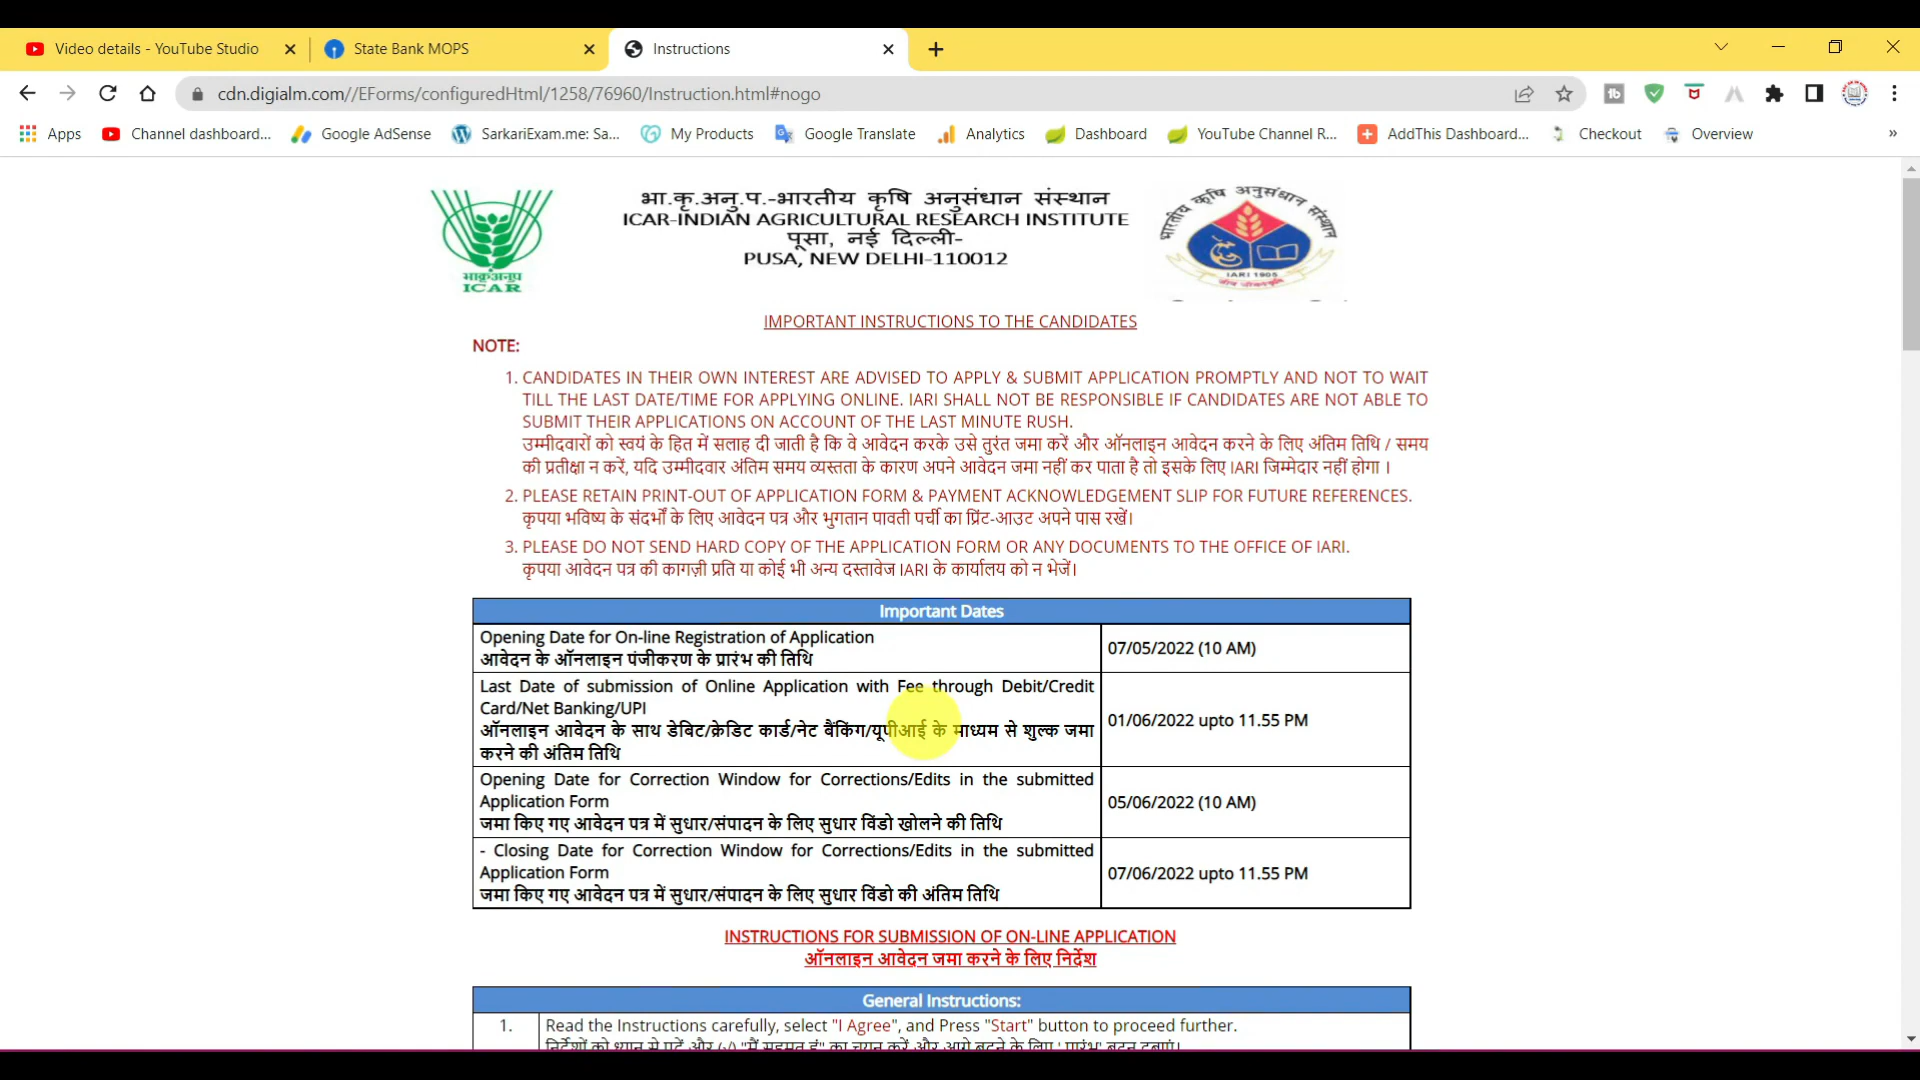 Video details - YouTube Studio
State Bank MOPS
Instructions
cdn.digialm.com//EForms/configuredHtml/1258/76960/Instruction.html#nogo
Apps
Channel dashboard...
Google AdSense
SarkariExam.me: Sa...
My Products
Google Translate
Analytics
Dashboard
YouTube Channel R...
AddThis Dashboard...
Checkout
Overview
»
भाकृअनुप
ICAR
भा.कृ.अनु.प.-भारतीय कृषि अनुसंधान संस्थान
ICAR-INDIAN AGRICULTURAL RESEARCH INSTITUTE
पूसा, नई दिल्ली-
PUSA, NEW DELHI-110012
भारतीय कृषि अनुसंधान संस्थान
IARI 1905
IMPORTANT INSTRUCTIONS TO THE CANDIDATES
NOTE:
1. CANDIDATES IN THEIR OWN INTEREST ARE ADVISED TO APPLY & SUBMIT APPLICATION PROMPTLY AND NOT TO WAIT
TILL THE LAST DATE/TIME FOR APPLYING ONLINE. IARI SHALL NOT BE RESPONSIBLE IF CANDIDATES ARE NOT ABLE TO
SUBMIT THEIR APPLICATIONS ON ACCOUNT OF THE LAST MINUTE RUSH.
उम्मीदवारों को स्वयं के हित में सलाह दी जाती है कि वे आवेदन करके उसे तुरंत जमा करें और ऑनलाइन आवेदन करने के लिए अंतिम तिथि / समय
की प्रतीक्षा न करें, यदि उम्मीदवार अंतिम समय व्यस्तता के कारण अपने आवेदन जमा नहीं कर पाता है तो इसके लिए IARI जिम्मेदार नहीं होगा ।
2. PLEASE RETAIN PRINT-OUT OF APPLICATION FORM & PAYMENT ACKNOWLEDGEMENT SLIP FOR FUTURE REFERENCES.
कृपया भविष्य के संदर्भों के लिए आवेदन पत्र और भुगतान पावती पर्ची का प्रिंट-आउट अपने पास रखें।
3. PLEASE DO NOT SEND HARD COPY OF THE APPLICATION FORM OR ANY DOCUMENTS TO THE OFFICE OF IARI.
कृपया आवेदन पत्र की कागज़ी प्रति या कोई भी अन्य दस्तावेज IARI के कार्यालय को न भेजें।
Important Dates
Opening Date for On-line Registration of Application
आवेदन के ऑनलाइन पंजीकरण के प्रारंभ की तिथि
07/05/2022 (10 AM)
Last Date of submission of Online Application with Fee through Debit/Credit
Card/Net Banking/UPI
ऑनलाइन आवेदन के साथ डेबिट/क्रेडिट कार्ड/नेट बैंकिंग/यूपीआई के माध्यम से शुल्क जमा
करने की अंतिम तिथि
01/06/2022 upto 11.55 PM
Opening Date for Correction Window for Corrections/Edits in the submitted
Application Form
जमा किए गए आवेदन पत्र में सुधार/संपादन के लिए सुधार विंडो खोलने की तिथि
05/06/2022 (10 AM)
- Closing Date for Correction Window for Corrections/Edits in the submitted
Application Form
जमा किए गए आवेदन पत्र में सुधार/संपादन के लिए सुधार विंडो की अंतिम तिथि
07/06/2022 upto 11.55 PM
INSTRUCTIONS FOR SUBMISSION OF ON-LINE APPLICATION
ऑनलाइन आवेदन जमा करने के लिए निर्देश
General Instructions:
1. Read the Instructions carefully, select "I Agree", and Press "Start" button to proceed further.
निर्देशों को ध्यान से पढ़ें और (√) "मैं सहमत हूं" का चयन करें और आगे बढ़ने के लिए ' प्रारंभ' बटन दबाएं।